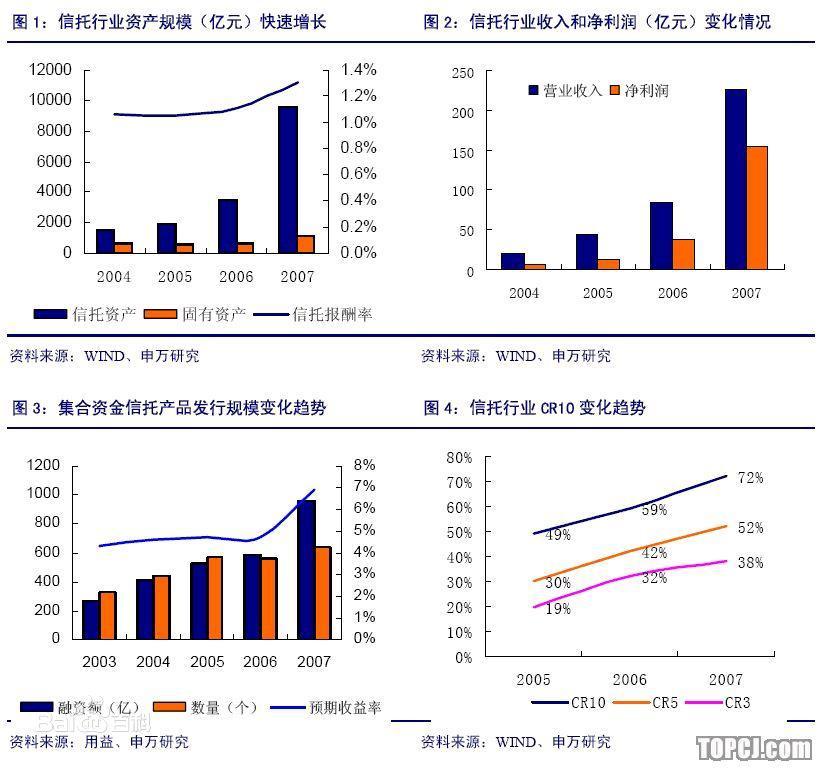 图 1：信托行业资产规模（亿元）快速增长
12000
10000
8000
6000
4000
2000
0
1.4%
1.2%
1.0%
0.8%
0.6%
0.4%
0.2%
0.0%
2004 2005 2006 2007
信托资产 固有资产 信托报酬率
资料来源：WIND、申万研究
图 2：信托行业收入和净利润（亿元）变化情况
250
200
150
100
50
0
营业收入 净利润
2004 2005 2006 2007
资料来源：WIND、申万研究
图 3：集合资金信托产品发行规模变化趋势
1200
1000
800
600
400
200
0
8%
7%
6%
5%
4%
3%
2%
1%
0%
2003 2004 2005 2006 2007
融资额（亿） 数量（个） 预期收益率
Baidu百科
资料来源：用益、申万研究
图 4：信托行业 CR10 变化趋势
80%
70%
60%
50%
40%
30%
20%
10%
0%
49% 59% 72%
30% 42% 52%
19% 32% 38%
2005 2006 2007
CR10 CR5 CR3
资料来源：WIND、申万研究
TOPCJ.com